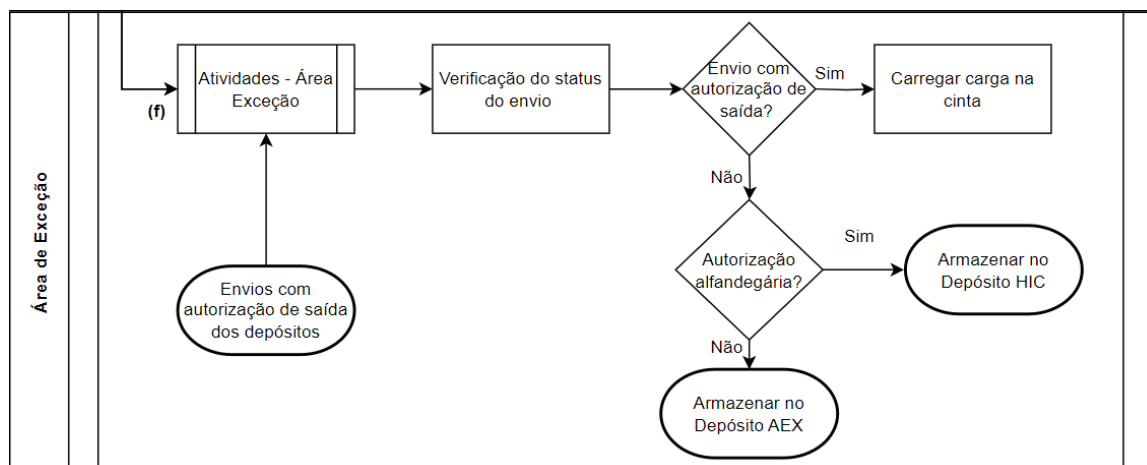 Área de Exceção
(f)
Atividades - Área
Exceção
Verificação do status
do envio
Envio com
autorização de
saída?
Sim
Carregar carga na
cinta
Não
Autorização
alfandegária?
Sim
Armazenar no
Depósito HIC
Envios com
autorização de saída
dos depósitos
Não
Armazenar no
Depósito AEX